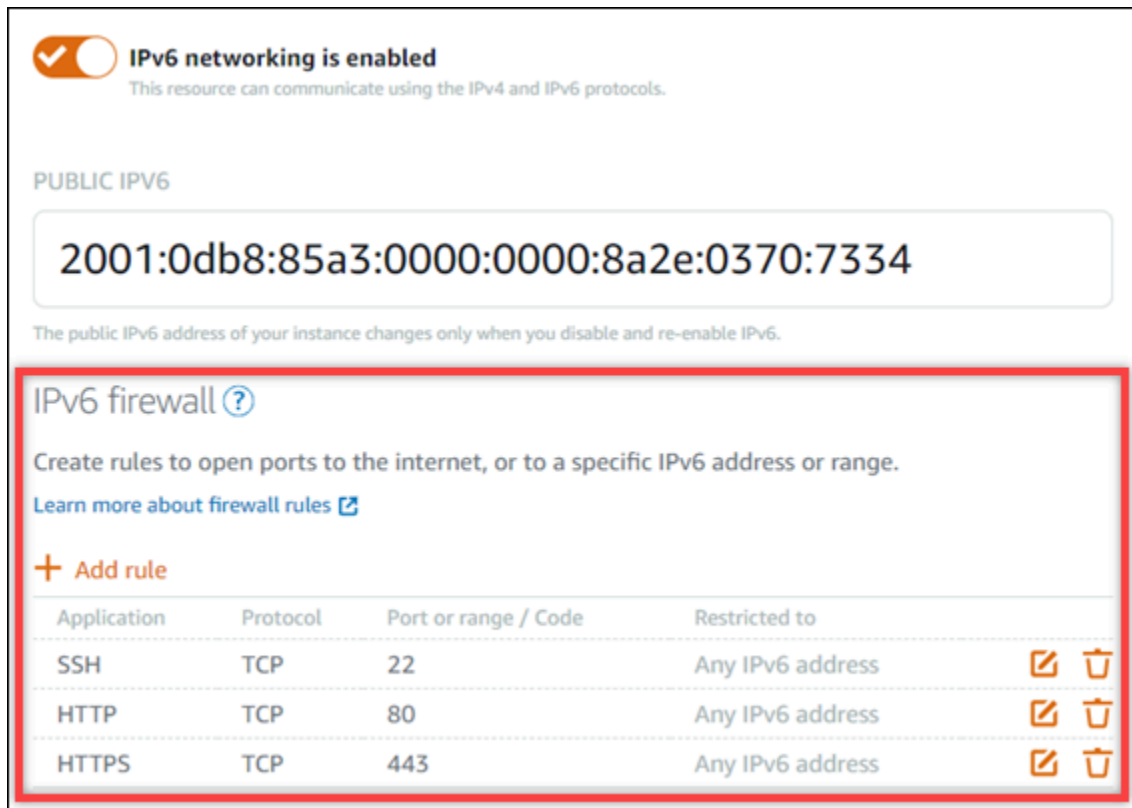 IPv6 networking is enabled
This resource can communicate using the IPv4 and IPv6 protocols.
PUBLIC IPV6
2001:0db8:85a3:0000:0000:8a2e:0370:7334
The public IPv6 address of your instance changes only when you disable and re-enable IPv6.
IPv6 firewall ?
Create rules to open ports to the internet, or to a specific IPv6 address or range.
Learn more about firewall rules
+ Add rule
Application Protocol Port or range / Code Restricted to
SSH TCP 22 Any IPv6 address
HTTP TCP 80 Any IPv6 address
HTTPS TCP 443 Any IPv6 address